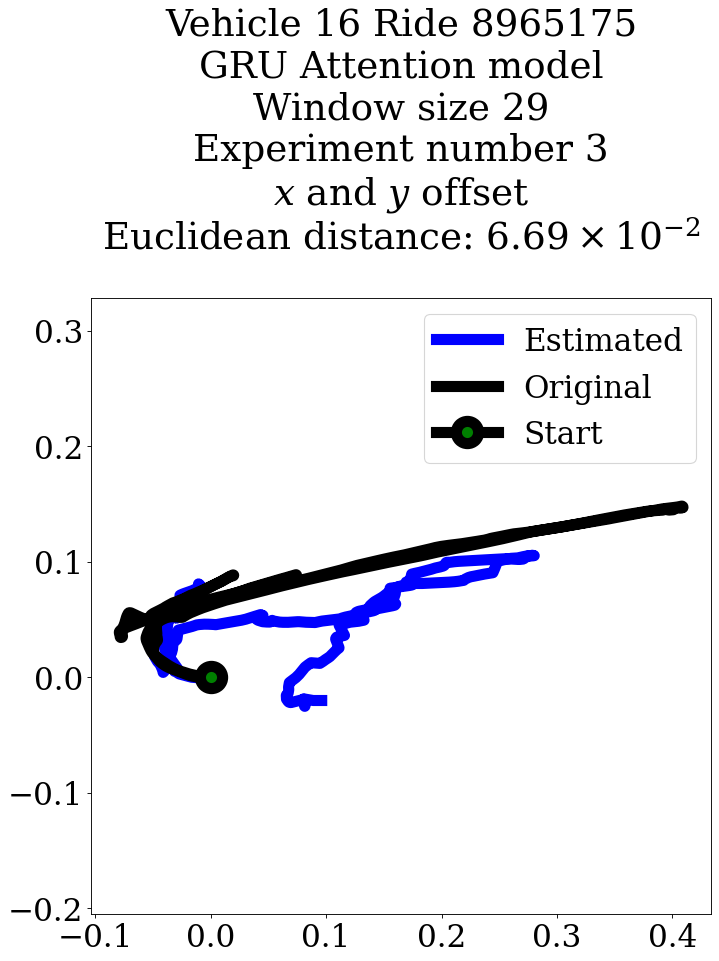 Vehicle 16 Ride 8965175
GRU Attention model
Window size 29
Experiment number 3
x and y offset
Euclidean distance: 6.69 × 10⁻²
Estimated
Original
Start
0.3
0.2
0.1
0.0
−0.1
−0.2
−0.1 0.0 0.1 0.2 0.3 0.4